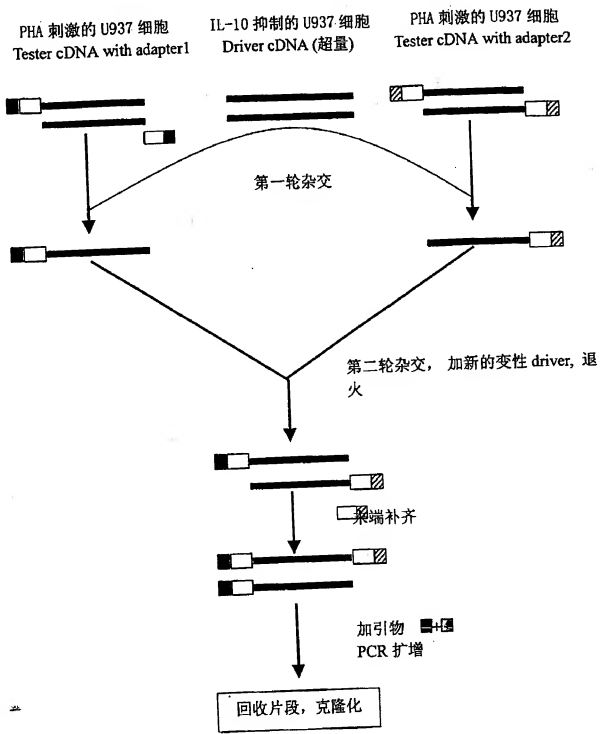 PHA 刺激的 U937 细胞
Tester cDNA with adapter1
IL-10 抑制的 U937 细胞
Driver cDNA (超量)
PHA 刺激的 U937 细胞
Tester cDNA with adapter2
第一轮杂交
第二轮杂交， 加新的变性 driver, 退
火
末端补齐
加引物 +
PCR 扩增
回收片段，克隆化